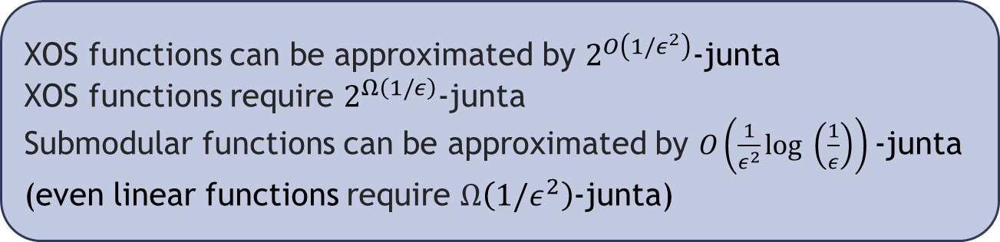 XOS functions can be approximated by $2^{O(1/\epsilon^2)}$-junta
XOS functions require $2^{\Omega(1/\epsilon)}$-junta
Submodular functions can be approximated by $O\left(\frac{1}{\epsilon^2}\log\left(\frac{1}{\epsilon}\right)\right)$-junta
(even linear functions require $\Omega(1/\epsilon^2)$-junta)